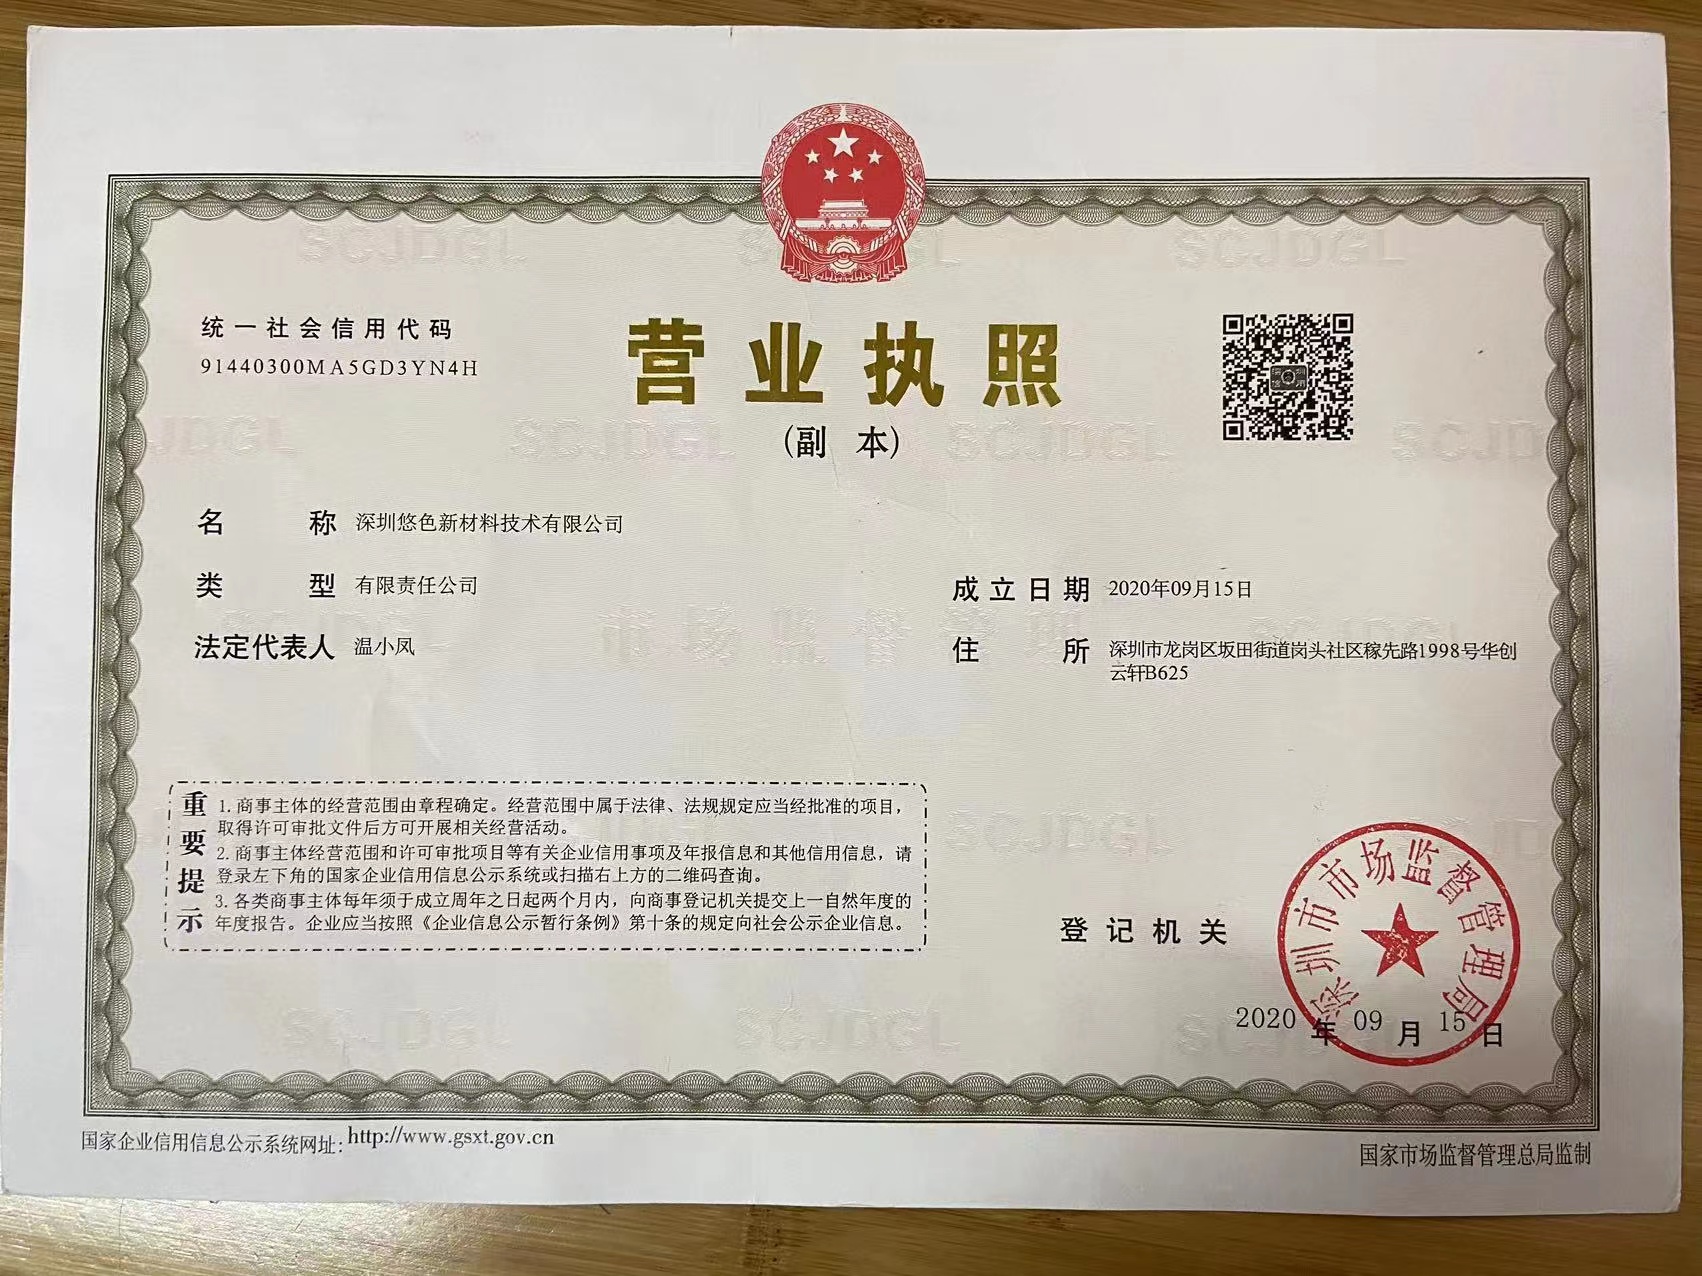 统一社会信用代码
91440300MA5GD3YN4H
营业执照
(副 本)
名 称 深圳悠色新材料技术有限公司
类 型 有限责任公司
法定代表人 温小凤
成立日期 2020年09月15日
住 所 深圳市龙岗区坂田街道岗头社区稼先路1998号华创
云轩B625
重要提示
1.商事主体的经营范围由章程确定。经营范围中属于法律、法规规定应当经批准的项目，
取得许可审批文件后方可开展相关经营活动。
2.商事主体经营范围和许可审批项目等有关企业信用事项及年报信息和其他信用信息，请
登录左下角的国家企业信用信息公示系统或扫描右上方的二维码查询。
3.各类商事主体每年须于成立周年之日起两个月内，向商事登记机关提交上一自然年度的
年度报告。企业应当按照《企业信息公示暂行条例》第十条的规定向社会公示企业信息。
登记机关
深圳市市场监督管理局
2020 年 09 月 15 日
国家企业信用信息公示系统网址：http://www.gsxt.gov.cn
国家市场监督管理总局监制
SCJDGL
SCJDGL
SCJDGL
SCJDGL
SCJDGL
市场监督管理
SCJDGL
SCJDGL
SCJDGL